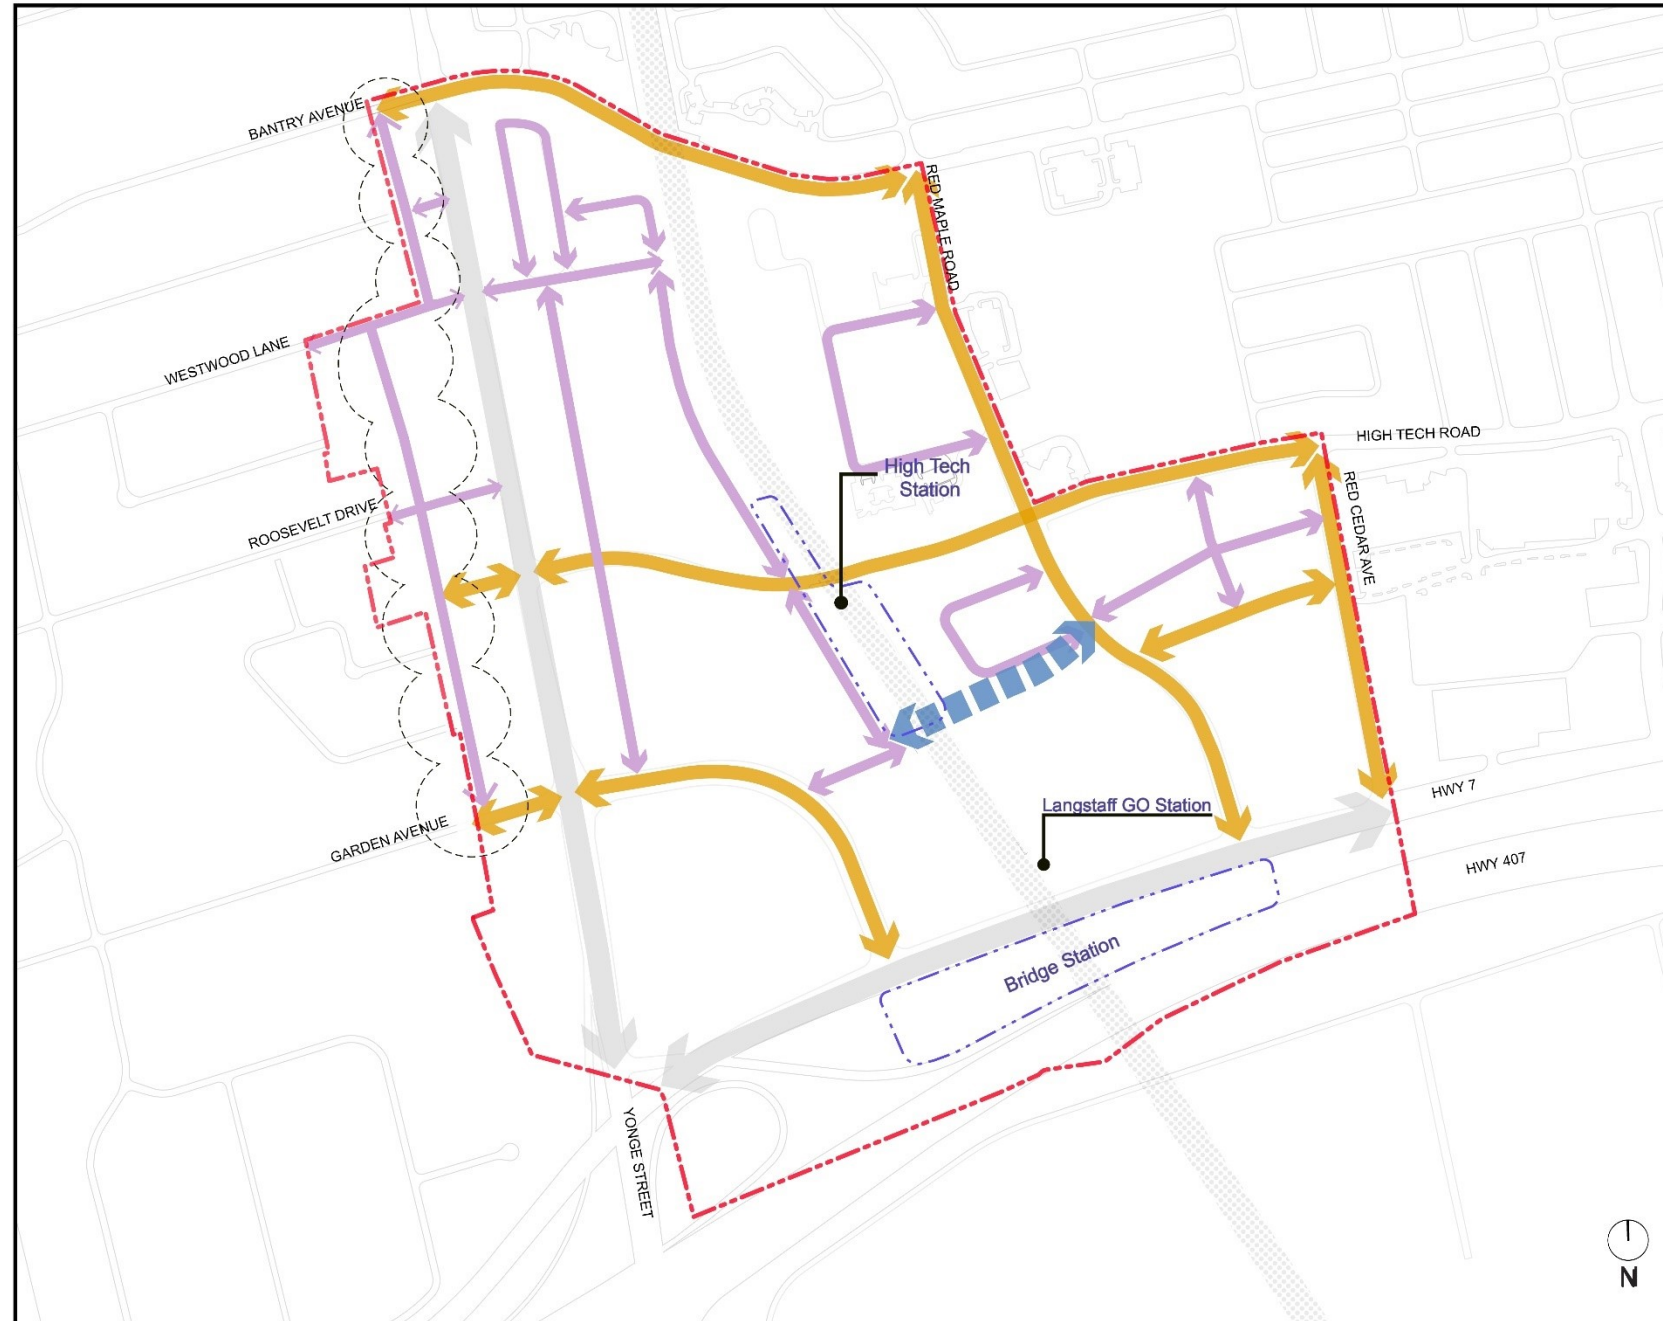 BANTRY AVENUE
RED MAPLE ROAD
WESTWOOD LANE
HIGH TECH ROAD
High Tech
Station
RED CEDAR AVE
ROOSEVELT DRIVE
HWY 7
Langstaff GO Station
GARDEN AVENUE
HWY 407
Bridge Station
YONGE STREET
N